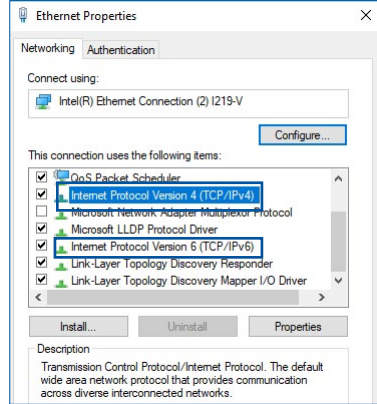 Ethernet Properties
Networking
Authentication
Connect using:
Intel(R) Ethernet Connection (2) I219-V
Configure...
This connection uses the following items:
QoS Packet Scheduler
Internet Protocol Version 4 (TCP/IPv4)
Microsoft Network Adapter Multiplexor Protocol
Microsoft LLDP Protocol Driver
Internet Protocol Version 6 (TCP/IPv6)
Link-Layer Topology Discovery Responder
Link-Layer Topology Discovery Mapper I/O Driver
Install...
Uninstall
Properties
Description
Transmission Control Protocol/Internet Protocol. The default
wide area network protocol that provides communication
across diverse interconnected networks.